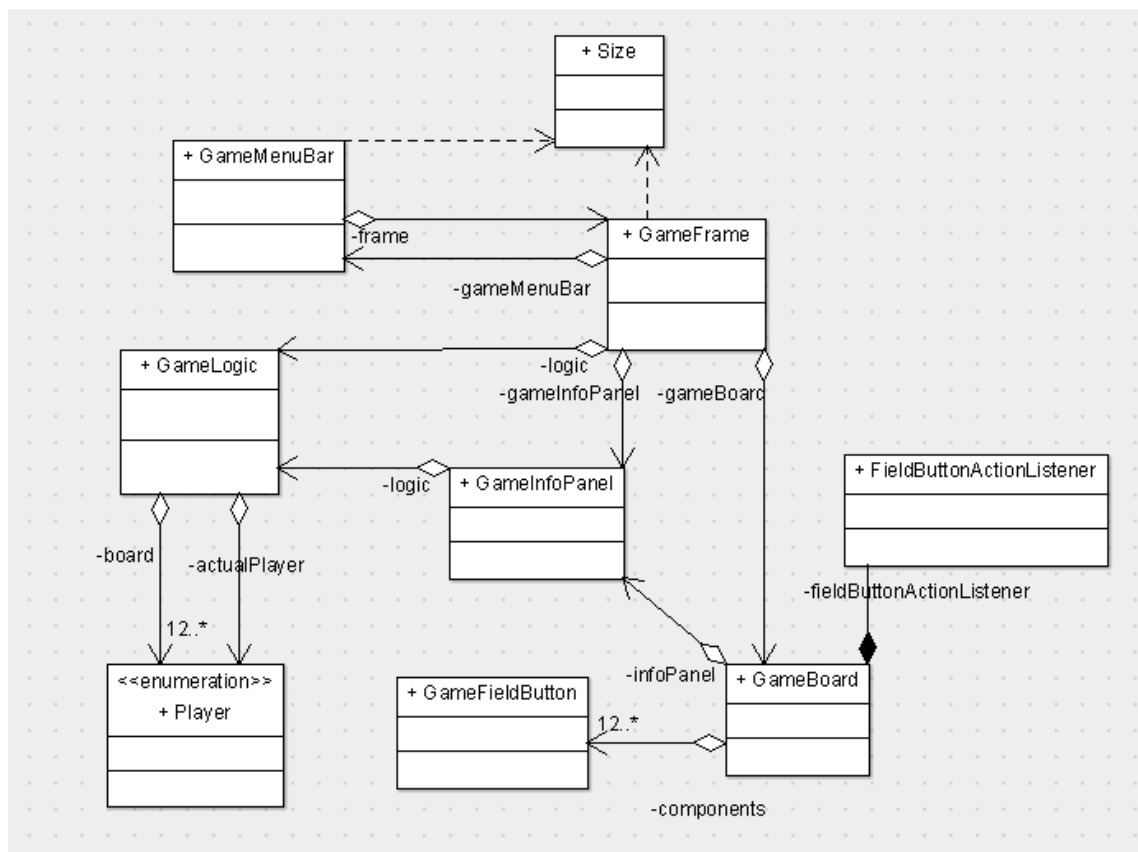 + Size
+ GameMenuBar
-frame
+ GameFrame
-gameMenuBar
+ GameLogic
-logic
-gameInfoPanel
-gameBoard
-logic
+ GameInfoPanel
+ FieldButtonActionListener
-board
-actualPlayer
-fieldButtonActionListener
12..*
<<enumeration>>
+ Player
-infoPanel
+ GameBoard
+ GameFieldButton
12..*
-components